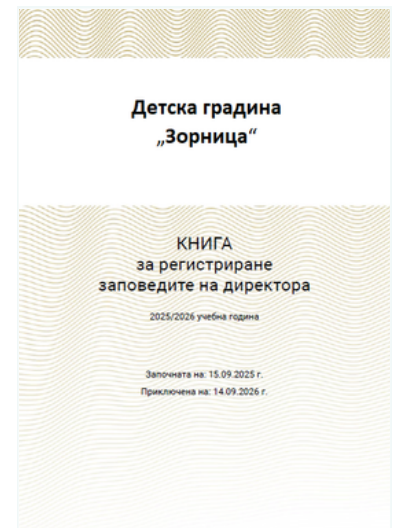 Детска градина
„Зорница“
КНИГА
за регистриране
заповедите на директора
2025/2026 учебна година
Започната на: 15.09.2025 г.
Приключена на: 14.09.2026 г.